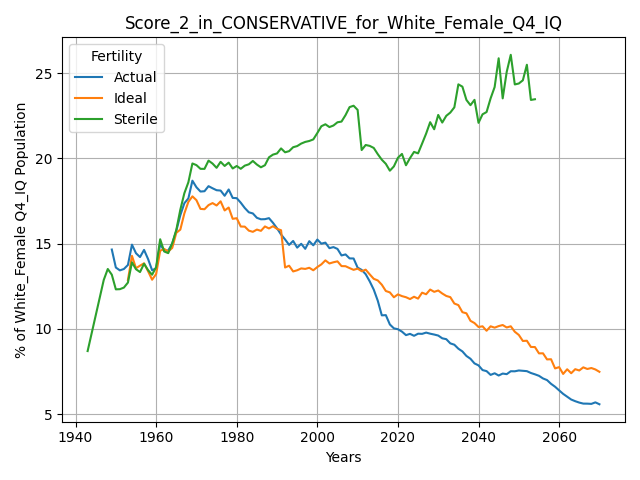 Score_2_in_CONSERVATIVE_for_White_Female_Q4_IQ
Fertility
Actual
Ideal
Sterile
% of White_Female Q4_IQ Population
25
20
15
10
5
1940 1960 1980 2000 2020 2040 2060
Years